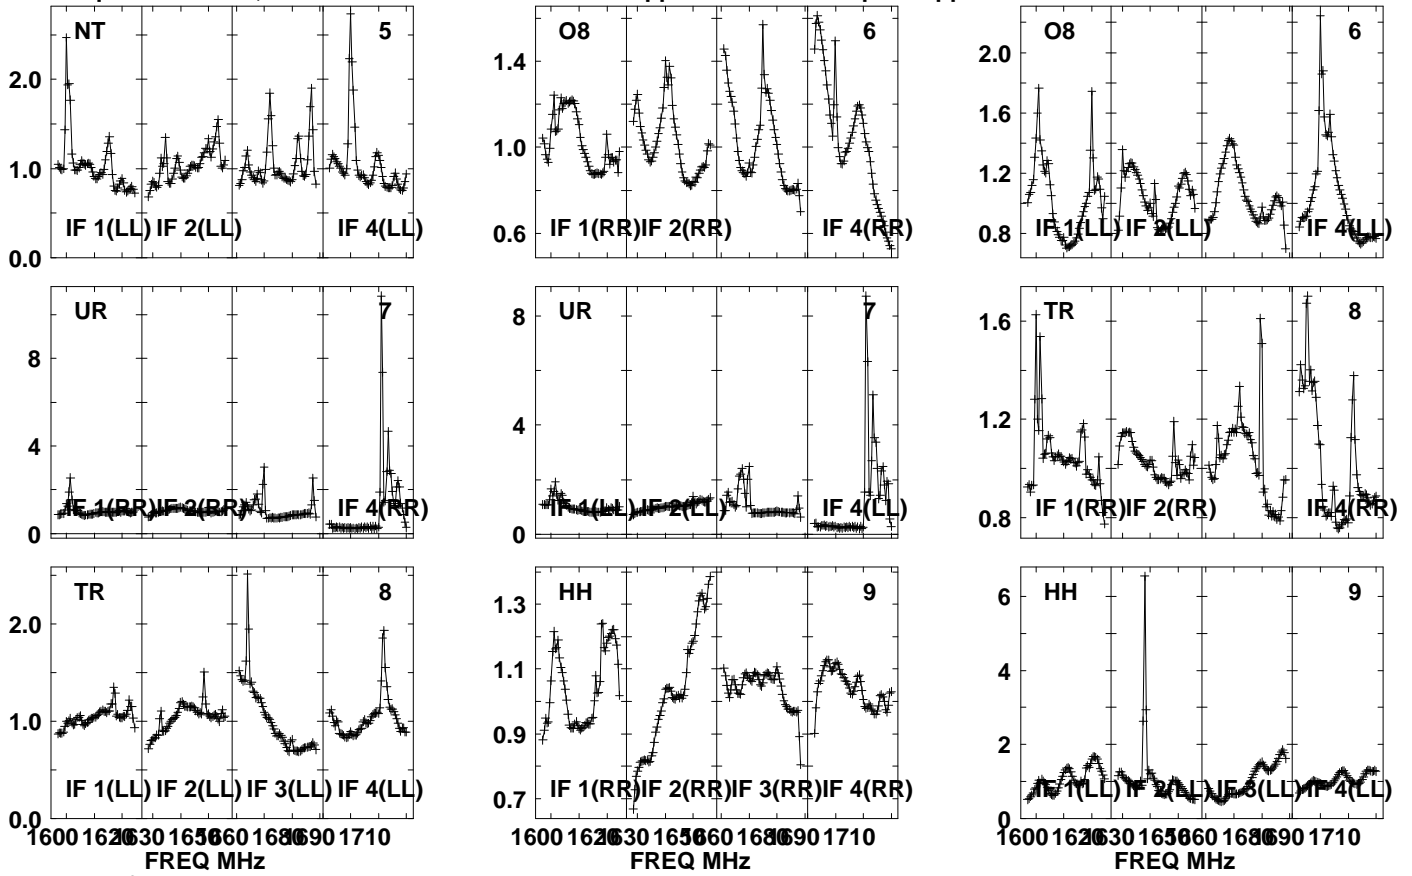 NT 5 O8 6 O8 6
2.0 1.4 2.0
1.6
1.0 1.0 1.2
IF 1(LL) IF 2(LL) IF 4(LL) IF 1(RR) IF 2(RR) IF 4(RR) IF 1(LL) IF 2(LL) IF 4(LL)
0.0 0.6 0.8
UR 7 UR 7 TR 8
8 8 1.6
4 4 1.2
IF 1(RR) IF 2(RR) IF 4(RR) IF 1(LL) IF 2(LL) IF 4(LL) IF 1(RR) IF 2(RR) IF 4(RR)
0 0 0.8
TR 8 HH 9 HH 9
2.0 1.3 6
1.1 4
1.0 0.9 2
IF 1(LL) IF 2(LL) IF 3(LL) IF 4(LL) IF 1(RR) IF 2(RR) IF 3(RR) IF 4(RR) IF 1(LL) IF 2(LL) IF 3(LL) IF 4(LL)
0.0 0.7 0
1600 1620 1630 1650 1660 1680 1690 1710 1600 1620 1630 1650 1660 1680 1690 1710 1600 1620 1630 1650 1660 1680 1690 1710
FREQ MHz FREQ MHz FREQ MHz